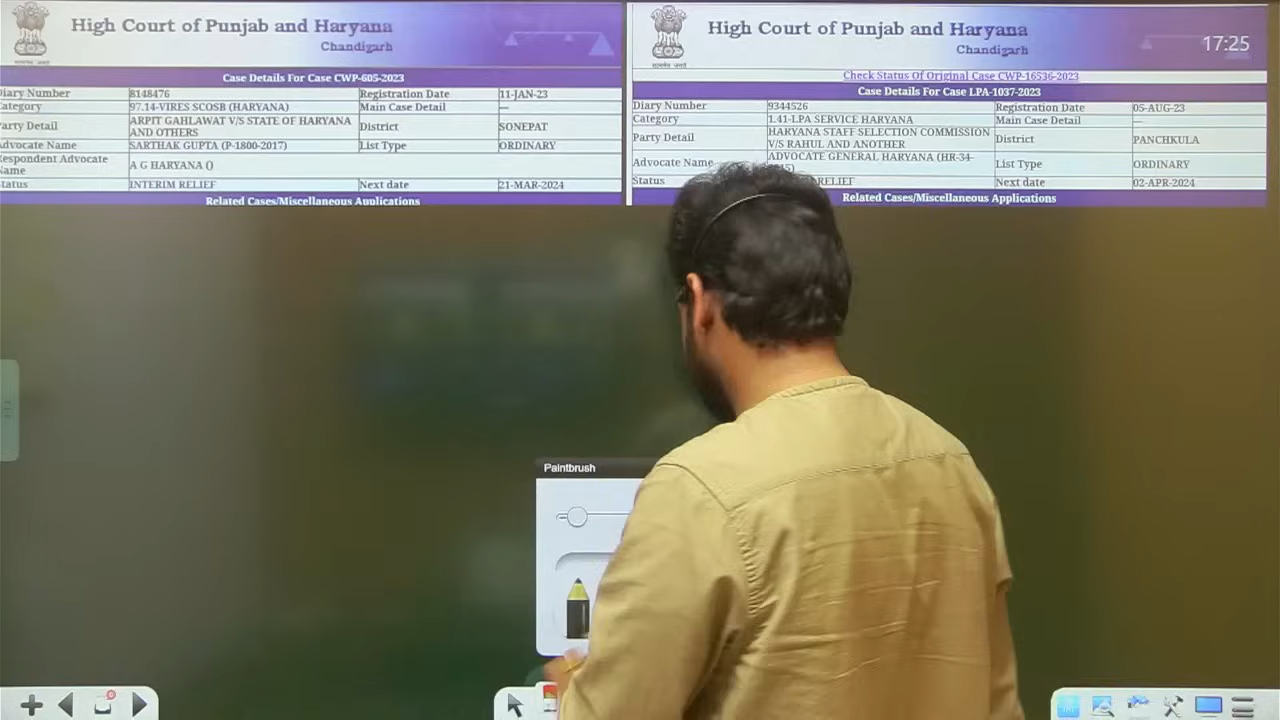 High Court of Punjab and Haryana
Chandigarh
Case Details For Case CWP-605-2023
Diary Number 8148476 Registration Date 11-JAN-23
Category 97.14-VIRES SCOSB (HARYANA) Main Case Detail —
Party Detail ARPIT GAHLAWAT V/S STATE OF HARYANA AND OTHERS District SONEPAT
Advocate Name SARTHAK GUPTA (P-1800-2017) List Type ORDINARY
Respondent Advocate Name A G HARYANA ()
Status INTERIM RELIEF Next date 21-MAR-2024
Related Cases/Miscellaneous Applications
High Court of Punjab and Haryana
Chandigarh
17:25
Check Status Of Original Case CWP-16536-2023
Case Details For Case LPA-1037-2023
Diary Number 9344526 Registration Date 05-AUG-23
Category 1.41-LPA SERVICE HARYANA Main Case Detail —
Party Detail HARYANA STAFF SELECTION COMMISSION V/S RAHUL AND ANOTHER District PANCHKULA
Advocate Name ADVOCATE GENERAL HARYANA (HR-34- List Type ORDINARY
Status RELIEF Next date 02-APR-2024
Related Cases/Miscellaneous Applications
Paintbrush